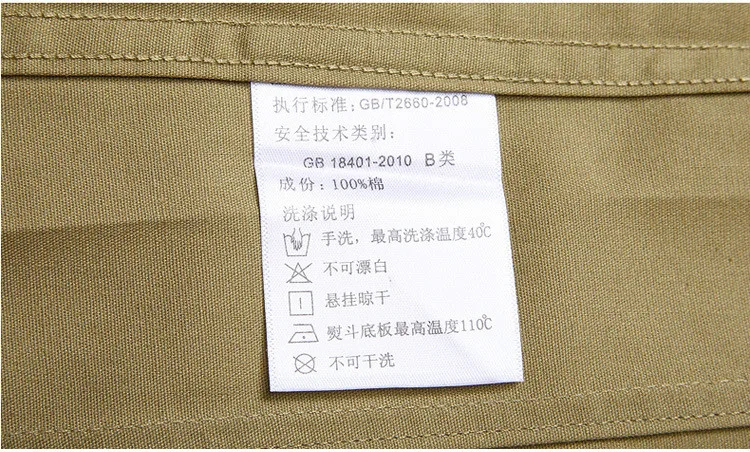 执行标准: GB/T2660-2008
安全技术类别:
GB 18401-2010 B 类
成份: 100%棉
洗涤说明
手洗, 最高洗涤温度40℃
不可漂白
悬挂晾干
熨斗底板最高温度110℃
不可干洗